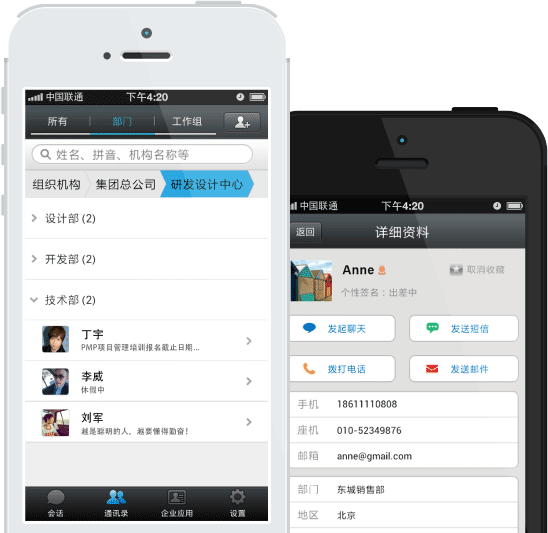 中国联通 下午4:20
所有 部门 工作组
姓名、拼音、机构名称等
组织机构 集团总公司 研发设计中心
设计部 (2)
开发部 (2)
技术部 (2)
丁宇
PMP项目管理培训报名截止日期...
李威
休假中
刘军
越是聪明的人，越要懂得勤奋!
会话 通讯录 企业应用 设置
中国联通 下午4:20
返回 详细资料
Anne 取消收藏
个性签名：出差中
发起聊天 发送短信
拨打电话 发送邮件
手机 18611110808
座机 010-52349876
邮箱 anne@gmail.com
部门 东城销售部
地区 北京